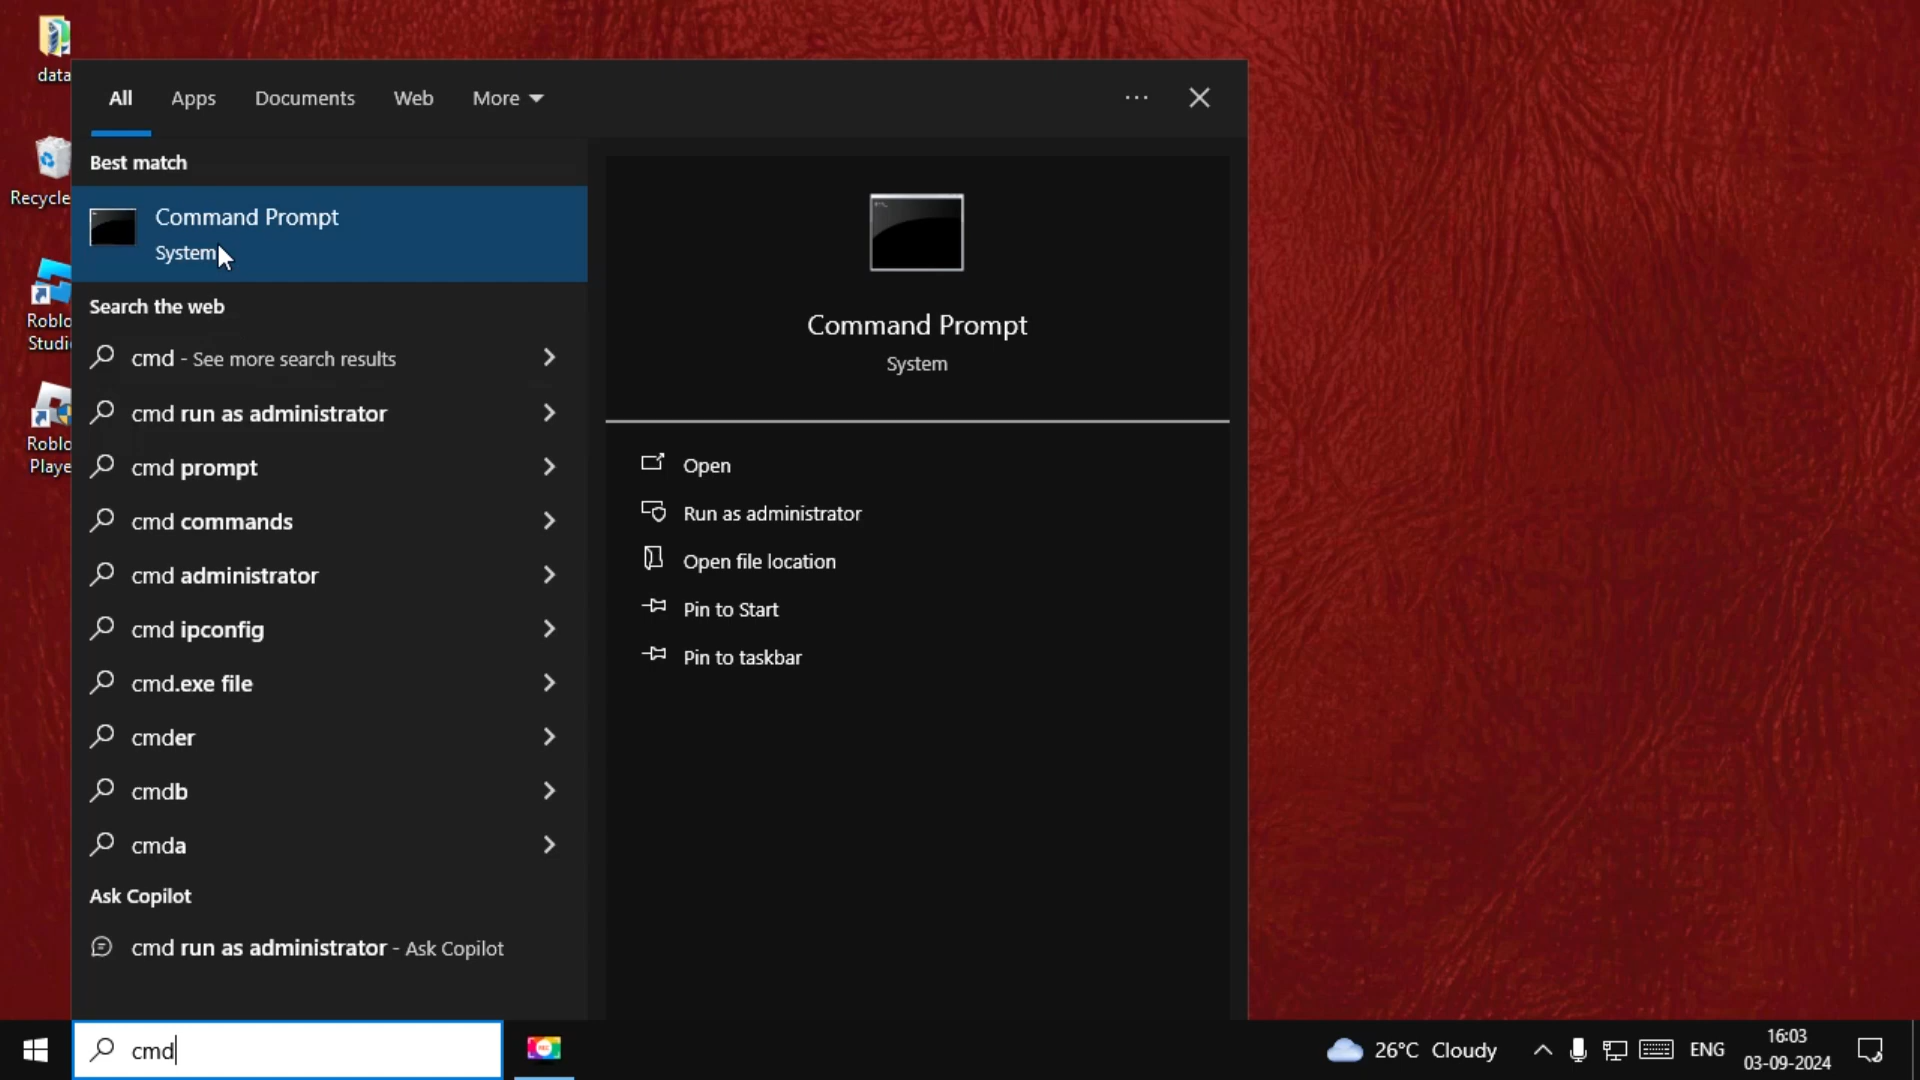 data
Recycle
Roblo
Studi
Roblo
Playe
All
Apps
Documents
Web
More
Best match
Command Prompt
System
Search the web
cmd - See more search results
cmd run as administrator
cmd prompt
cmd commands
cmd administrator
cmd ipconfig
cmd.exe file
cmder
cmdb
cmda
Ask Copilot
cmd run as administrator - Ask Copilot
Command Prompt
System
Open
Run as administrator
Open file location
Pin to Start
Pin to taskbar
cmd
26°C Cloudy
ENG
16:03
03-09-2024